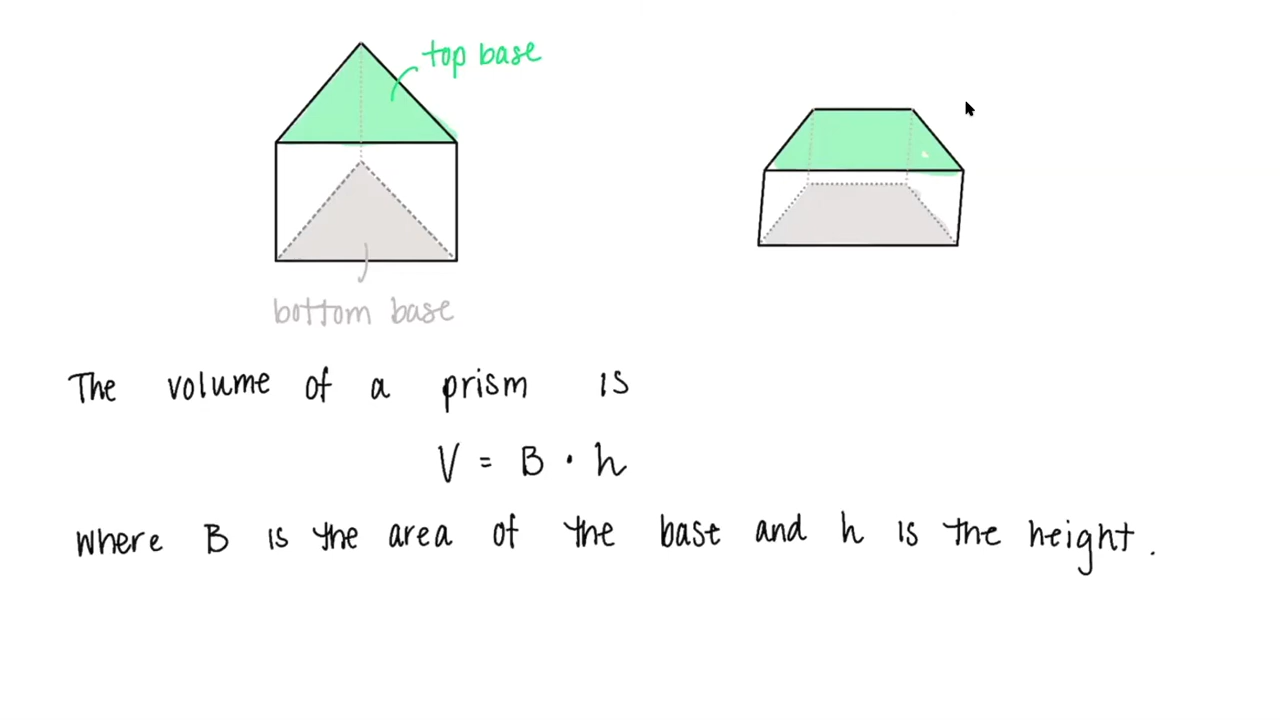 top base
bottom base
The volume of a prism is
V = B · h
where B is the area of the base and h is the height.